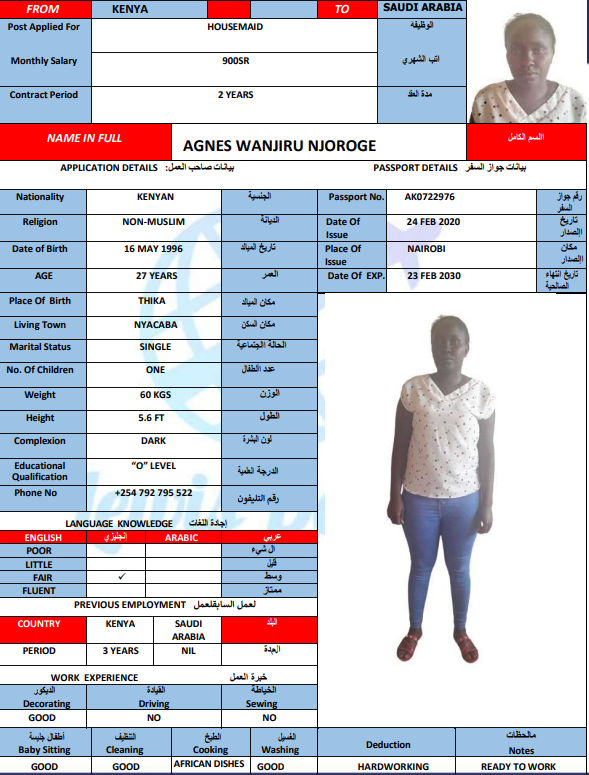 FROM KENYA TO SAUDI ARABIA
Post Applied For HOUSEMAID الوظيفه
Monthly Salary 900SR اتب الشهري
Contract Period 2 YEARS مدة العقد
NAME IN FULL AGNES WANJIRU NJOROGE االسم الكامل
APPLICATION DETAILS بيانات صاحب العمل: PASSPORT DETAILS بيانات جواز السفر
Nationality KENYAN الجنسية Passport No. AK0722976 رقم جواز السفر
Religion NON-MUSLIM الديانة Date Of Issue 24 FEB 2020 تاريخ اإلصدار
Date of Birth 16 MAY 1996 تاريخ الميالد Place Of Issue NAIROBI مكان اإلصدار
AGE 27 YEARS العمر Date Of EXP. 23 FEB 2030 تاريخ انتهاء الصالحية
Place Of Birth THIKA مكان الميالد
Living Town NYACABA مكان السكن
Marital Status SINGLE الحالة االجتماعية
No. Of Children ONE عدد األطفال
Weight 60 KGS الوزن
Height 5.6 FT الطول
Complexion DARK لون البشرة
Educational Qualification “O” LEVEL الدرجة العلمية
Phone No +254 792 795 522 رقم التليفون
LANGUAGE KNOWLEDGE إجادة اللغات
ENGLISH إنجليزي ARABIC عربي
POOR ال شيء
LITTLE قليل
FAIR ✓ وسط
FLUENT ممتاز
PREVIOUS EMPLOYMENT لعمل السابقلعمل
COUNTRY KENYA SAUDI ARABIA البلد
PERIOD 3 YEARS NIL المدة
WORK EXPERIENCE خبرة العمل
الديكور القيادة الخياطة
Decorating Driving Sewing
GOOD NO NO
أطفال جليسة التنظيف الطبخ الغسيل مالحظات
Baby Sitting Cleaning Cooking Washing Deduction Notes
GOOD GOOD AFRICAN DISHES GOOD HARDWORKING READY TO WORK